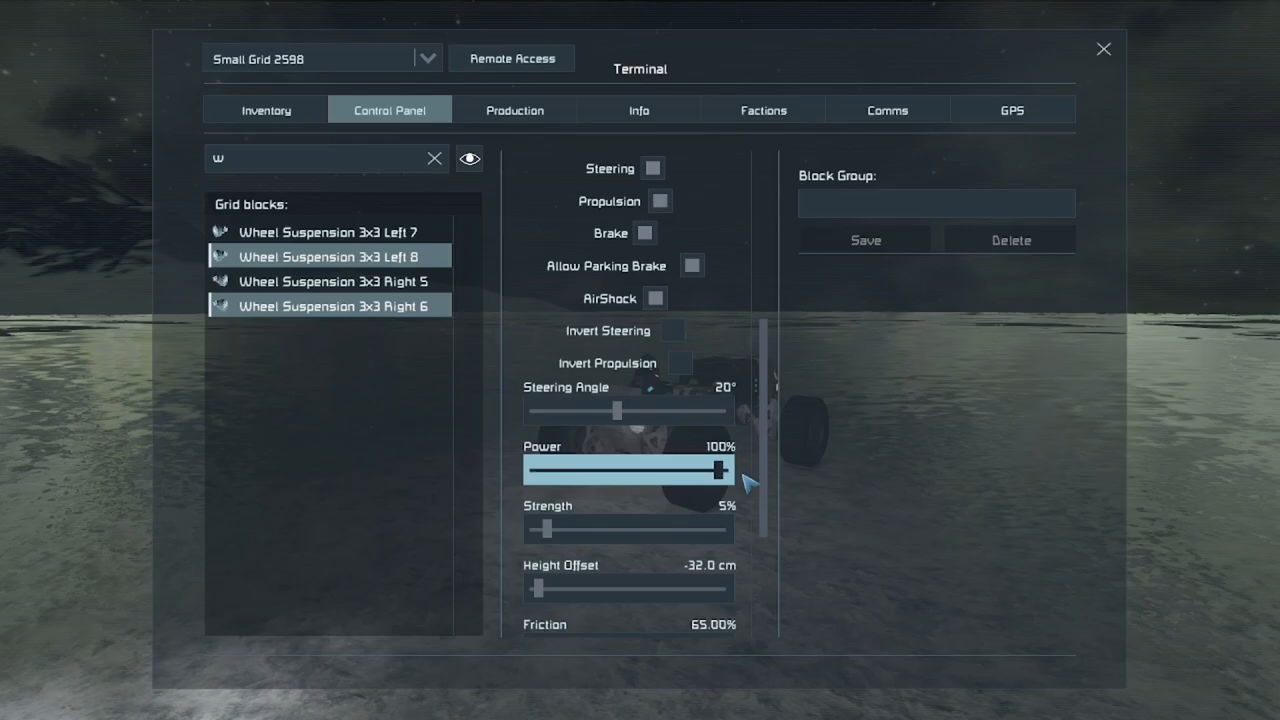 Small Grid 2598
Remote Access
Terminal
Inventory
Control Panel
Production
Info
Factions
Comms
GPS
w
Grid blocks:
Wheel Suspension 3x3 Left 7
Wheel Suspension 3x3 Left 8
Wheel Suspension 3x3 Right 5
Wheel Suspension 3x3 Right 6
Steering
Propulsion
Brake
Allow Parking Brake
AirShock
Invert Steering
Invert Propulsion
Steering Angle 20°
Power 100%
Strength 5%
Height Offset -32.0 cm
Friction 65.00%
Block Group:
Save
Delete